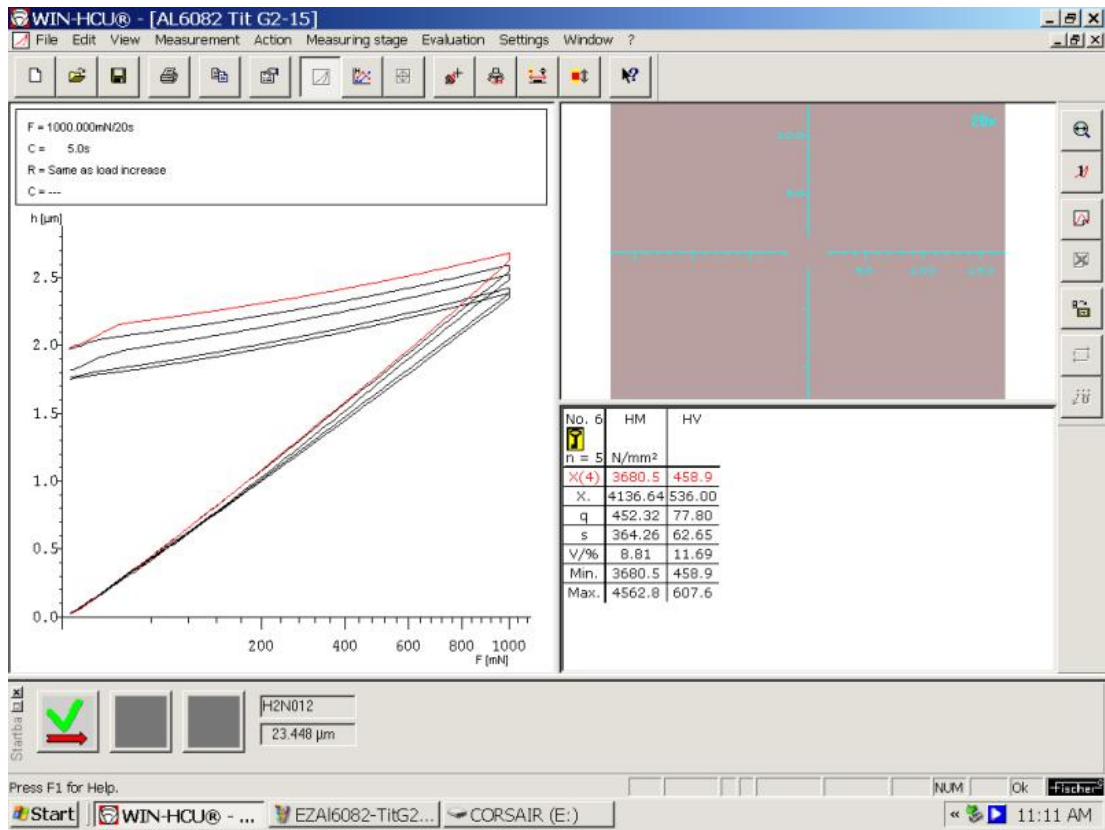 WIN-HCU® - [AL6082 Tit G2-15]
File Edit View Measurement Action Measuring stage Evaluation Settings Window ?
F = 1000.000mN/20s
C = 5.0s
R = Same as load increase
C = ---
h [µm]
2.5
2.0
1.5
1.0
0.5
0.0
200 400 600 800 1000
F [mN]
20x
No. 6 HM HV
n = 5 N/mm²
X(4) 3680.5 458.9
X. 4136.64 536.00
q 452.32 77.80
s 364.26 62.65
V/% 8.81 11.69
Min. 3680.5 458.9
Max. 4562.8 607.6
Startba
H2N012
23.448 µm
Press F1 for Help.
NUM Ok Fischer
Start WIN-HCU® - ... EZAl6082-TitG2... CORSAIR (E:) « 11:11 AM